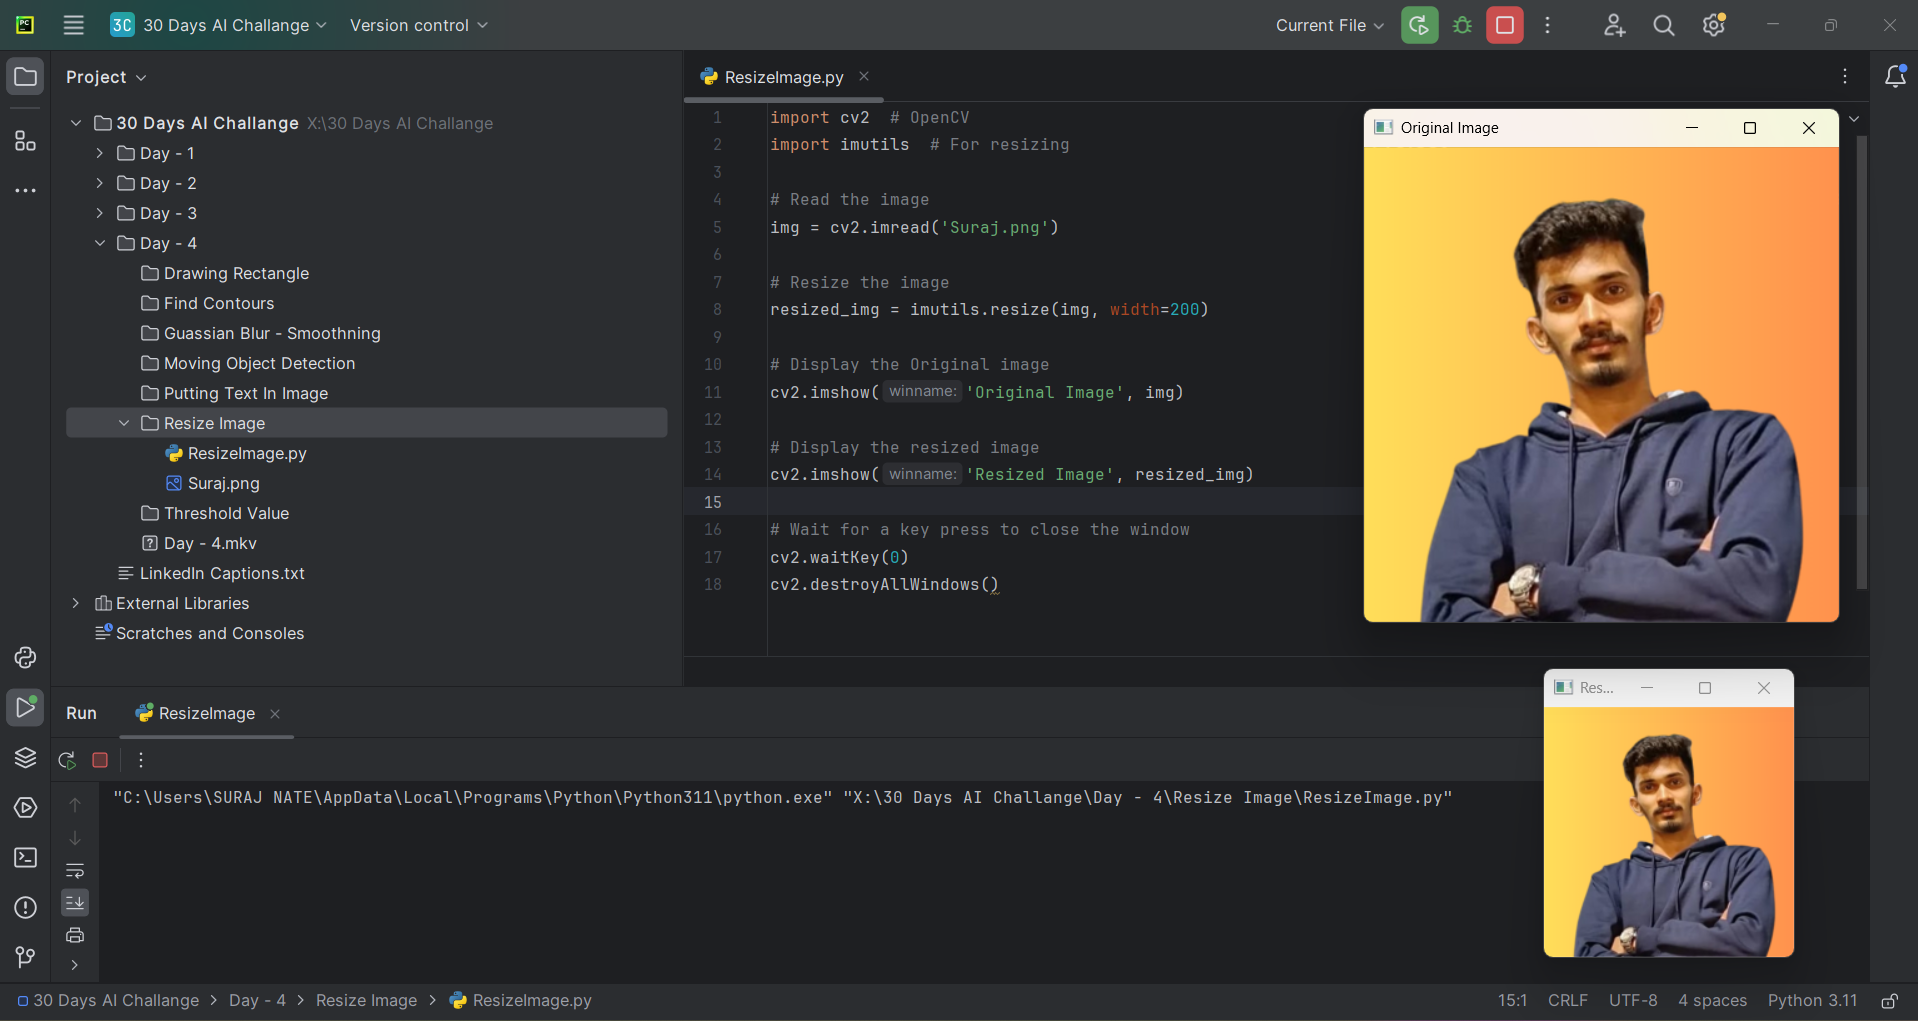 PC
3C 30 Days AI Challange
Version control
Current File
Project
30 Days AI Challange X:\30 Days AI Challange
Day - 1
Day - 2
Day - 3
Day - 4
Drawing Rectangle
Find Contours
Guassian Blur - Smoothning
Moving Object Detection
Putting Text In Image
Resize Image
ResizeImage.py
Suraj.png
Threshold Value
Day - 4.mkv
LinkedIn Captions.txt
External Libraries
Scratches and Consoles
ResizeImage.py
1 import cv2  # OpenCV
2 import imutils  # For resizing
3
4 # Read the image
5 img = cv2.imread('Suraj.png')
6
7 # Resize the image
8 resized_img = imutils.resize(img, width=200)
9
10 # Display the Original image
11 cv2.imshow( winname: 'Original Image', img)
12
13 # Display the resized image
14 cv2.imshow( winname: 'Resized Image', resized_img)
15
16 # Wait for a key press to close the window
17 cv2.waitKey(0)
18 cv2.destroyAllWindows()
Original Image
Res...
Run
ResizeImage
"C:\Users\SURAJ NATE\AppData\Local\Programs\Python\Python311\python.exe" "X:\30 Days AI Challange\Day - 4\Resize Image\ResizeImage.py"
30 Days AI Challange > Day - 4 > Resize Image > ResizeImage.py
15:1 CRLF UTF-8 4 spaces Python 3.11